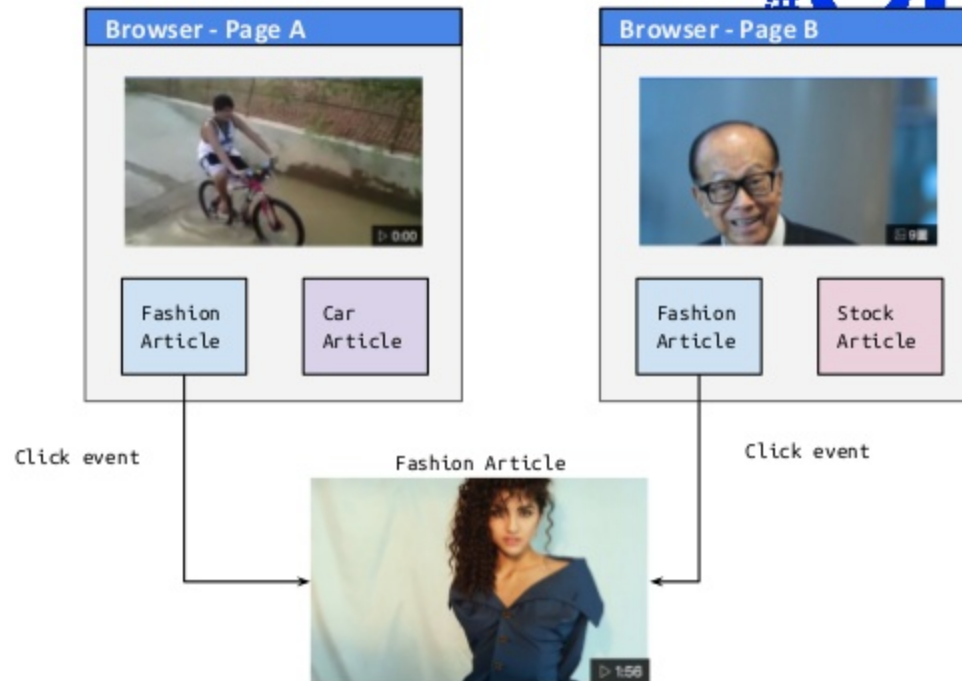 Browser - Page A
Browser - Page B
0:00
Fashion
Article
Car
Article
Fashion
Article
Stock
Article
Click event
Click event
Fashion Article
1:56